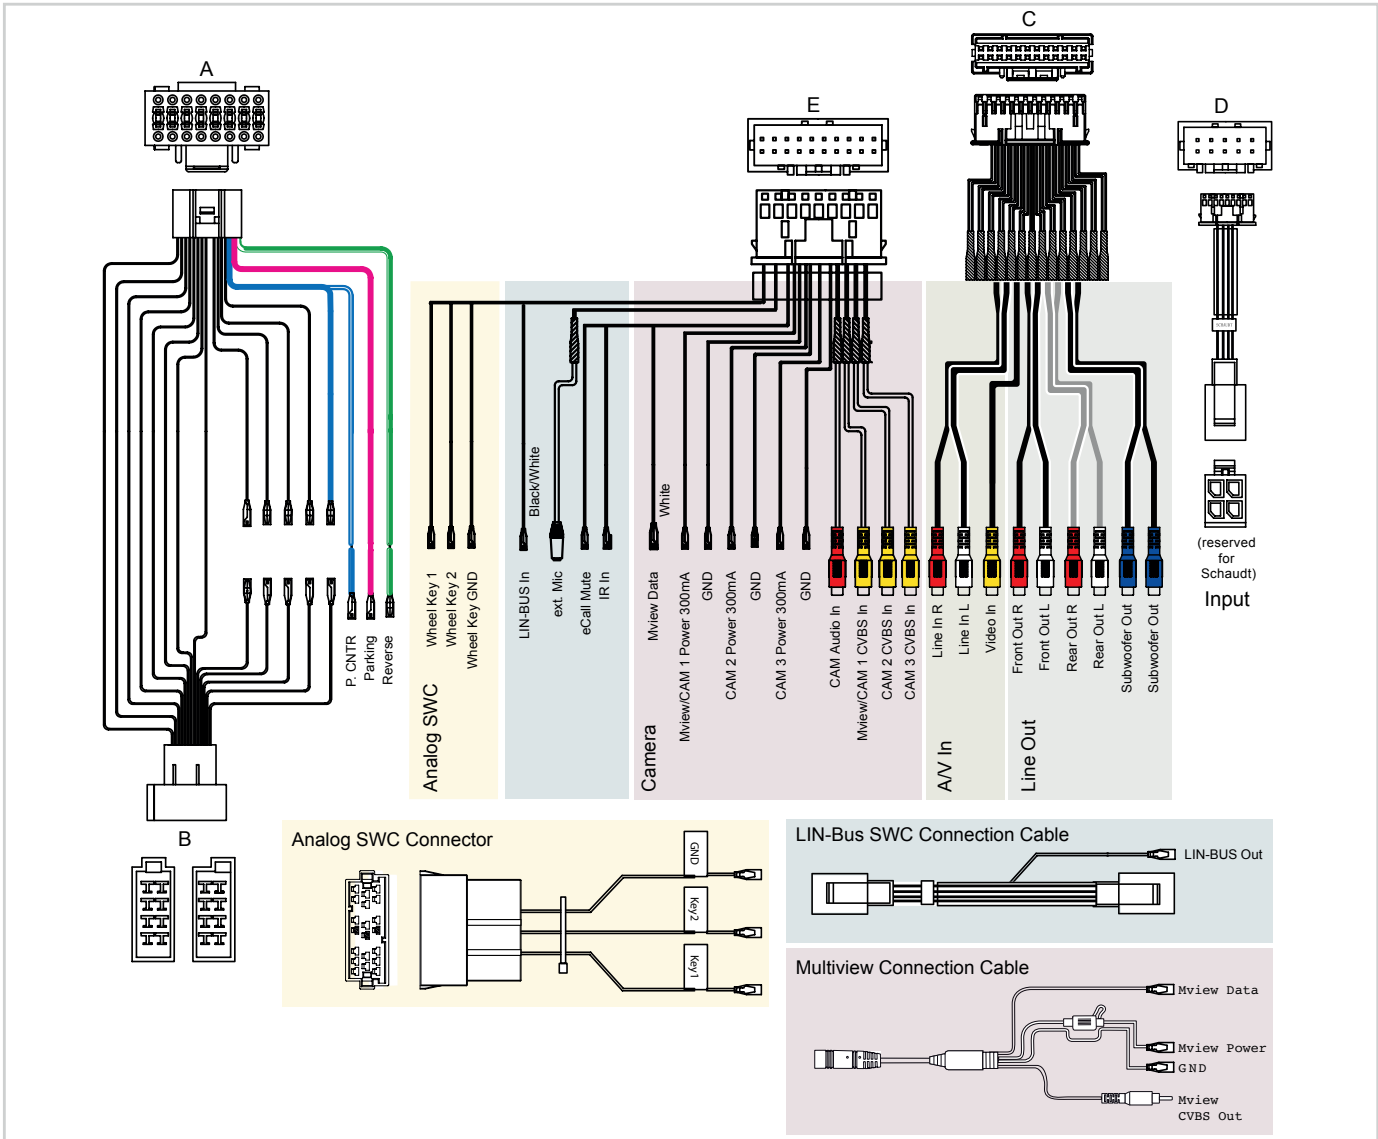 A
C
E
D
Black/White
White
(reserved
for
Schaudt)
Input
P. CNTR
Parking
Reverse
Wheel Key 1
Wheel Key 2
Wheel Key GND
LIN-BUS In
ext. Mic
eCall Mute
IR In
Mview Data
Mview/CAM 1 Power 300mA
GND
CAM 2 Power 300mA
GND
CAM 3 Power 300mA
GND
CAM Audio In
Mview/CAM 1 CVBS In
CAM 2 CVBS In
CAM 3 CVBS In
Line In R
Line In L
Video In
Front Out R
Front Out L
Rear Out R
Rear Out L
Subwoofer Out
Subwoofer Out
Analog SWC
Camera
A/V In
Line Out
B
Analog SWC Connector
GND
Key2
Key1
LIN-Bus SWC Connection Cable
LIN-BUS Out
Multiview Connection Cable
Mview Data
Mview Power
GND
Mview
CVBS Out